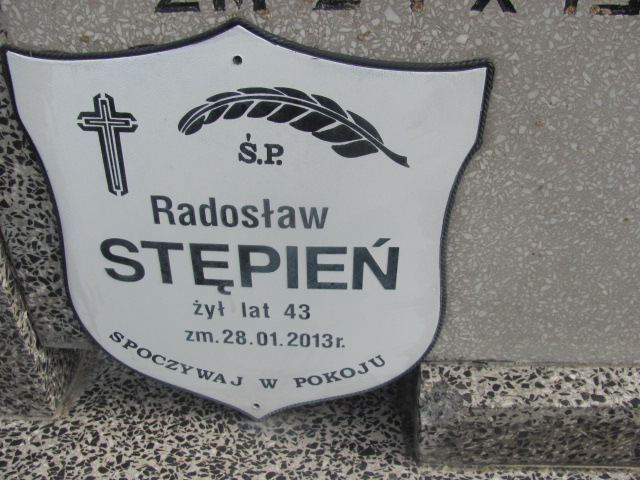 Ś.P.
Radosław
STĘPIEŃ
żył lat 43
zm. 28.01.2013r.
SPOCZYWAJ W POKOJU